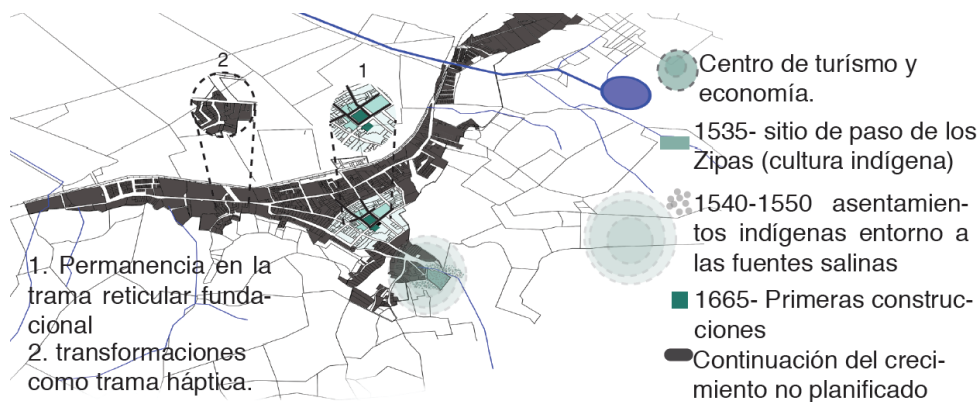 2
1
1. Permanencia en la
trama reticular funda-
cional
2. transformaciones
como trama háptica.
Centro de turísmo y
economía.
1535- sitio de paso de los
Zipas (cultura indígena)
1540-1550 asentamien-
tos indígenas entorno a
las fuentes salinas
1665- Primeras construc-
ciones
Continuación del creci-
miento no planificado